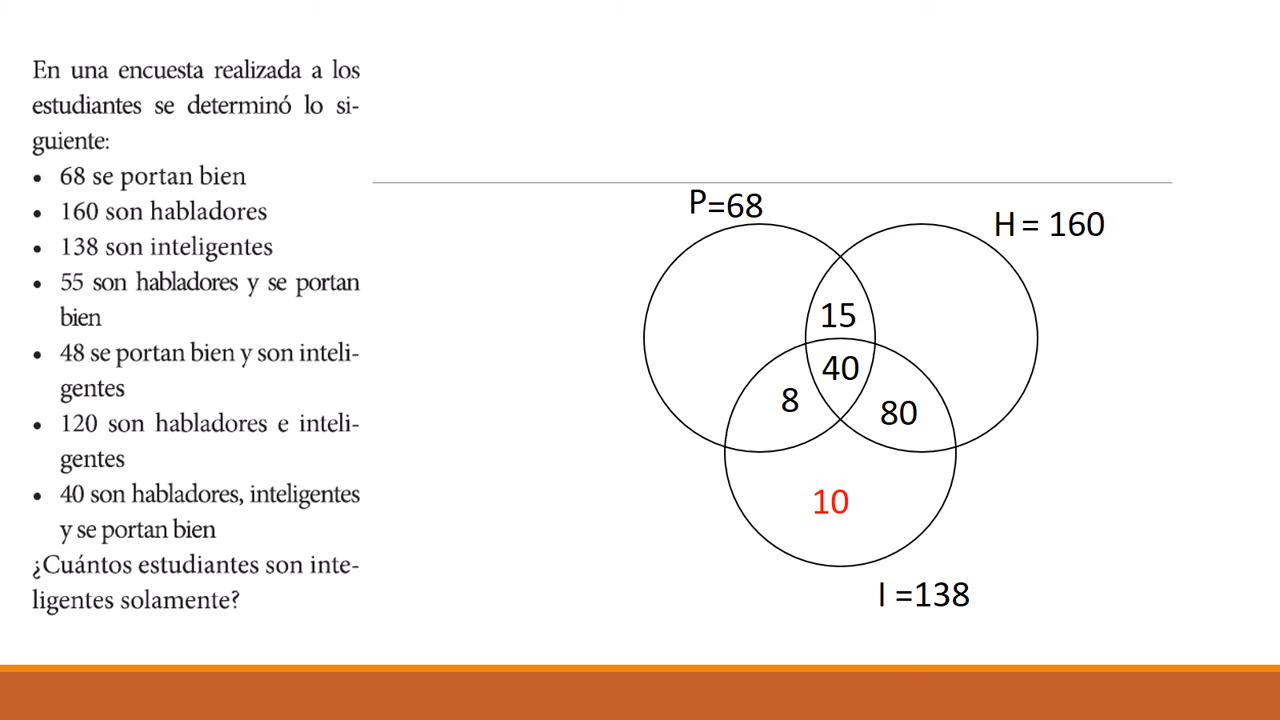 En una encuesta realizada a los
estudiantes se determinó lo si-
guiente:
• 68 se portan bien
• 160 son habladores
• 138 son inteligentes
• 55 son habladores y se portan
bien
• 48 se portan bien y son inteli-
gentes
• 120 son habladores e inteli-
gentes
• 40 son habladores, inteligentes
y se portan bien
¿Cuántos estudiantes son inte-
ligentes solamente?
P=68
H = 160
15
40
8
80
10
I =138